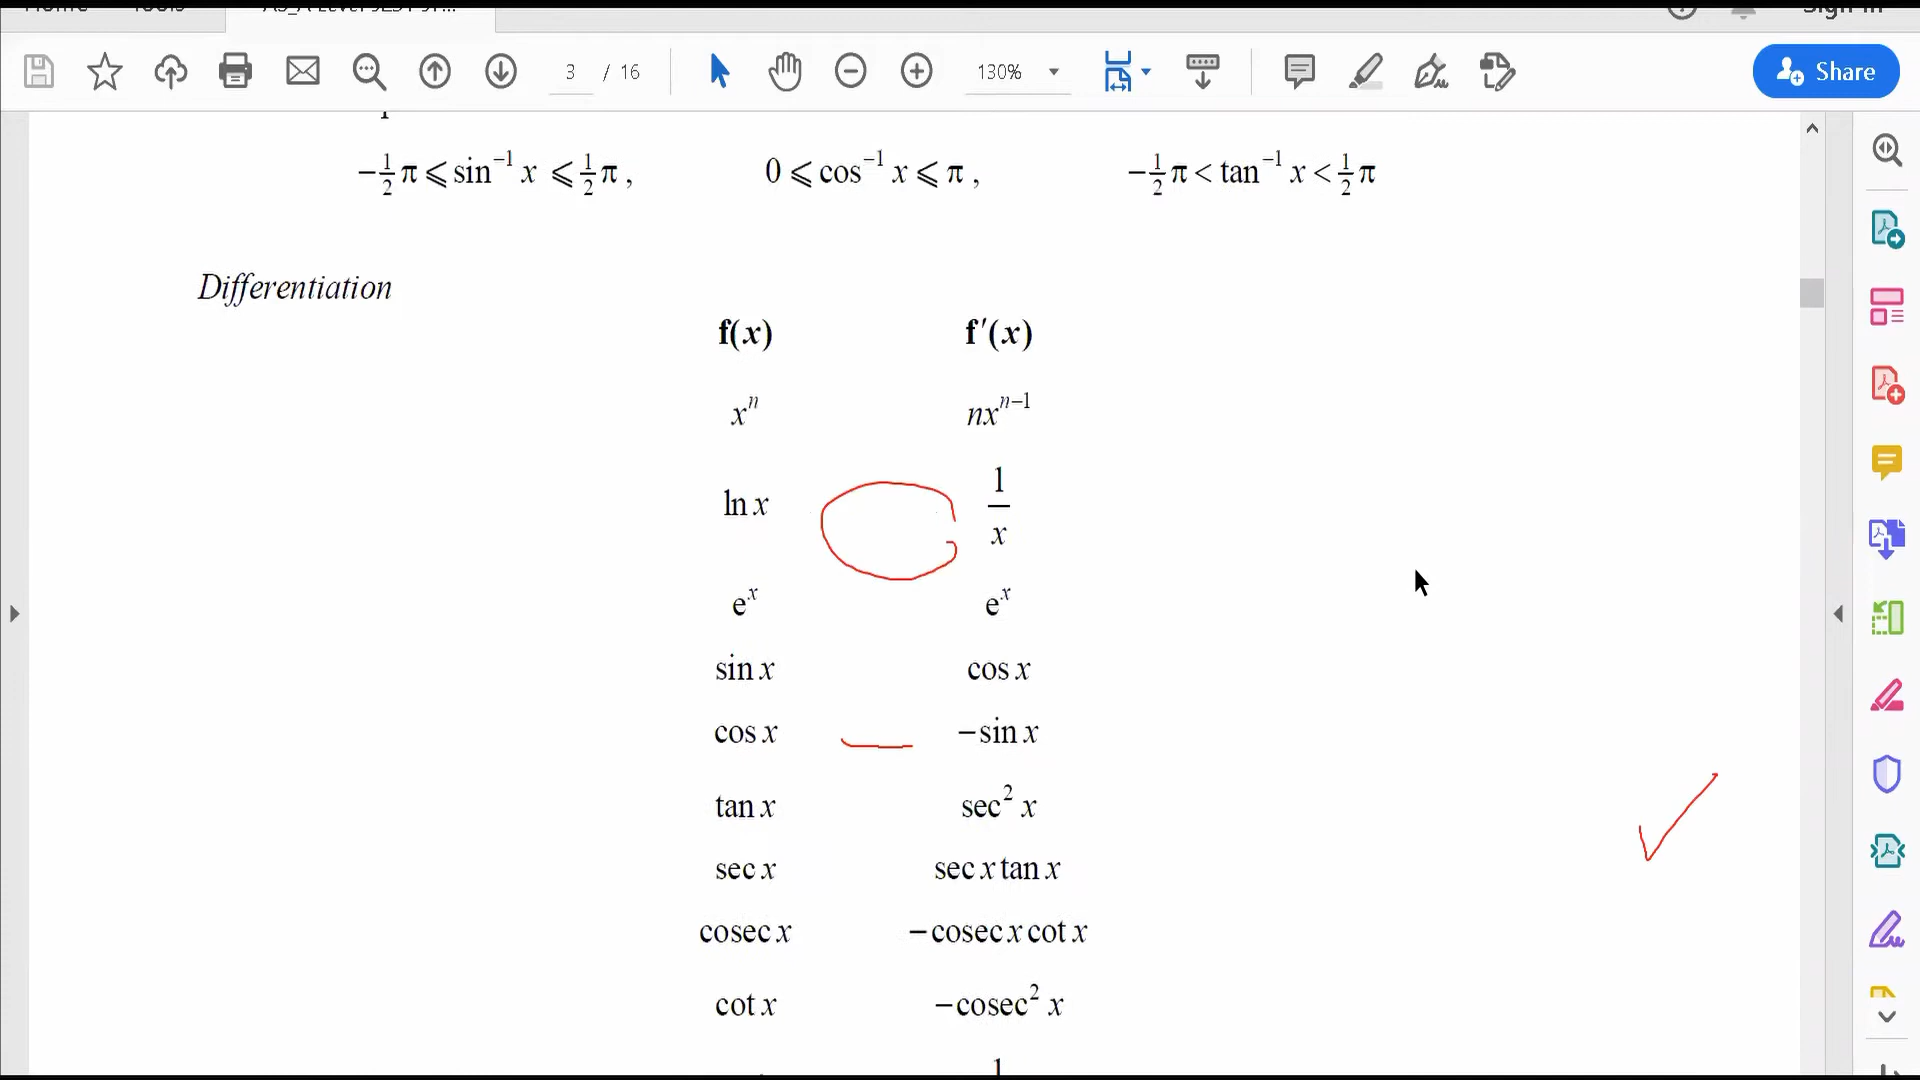 3 / 16 130% Share
−½π ⩽ sin⁻¹ x ⩽ ½π , 0 ⩽ cos⁻¹ x ⩽ π , −½π < tan⁻¹ x < ½π
Differentiation
f(x) f′(x)
xⁿ nxⁿ⁻¹
ln x 1/x
eˣ eˣ
sin x cos x
cos x −sin x
tan x sec² x
sec x sec x tan x
cosec x −cosec x cot x
cot x −cosec² x
1